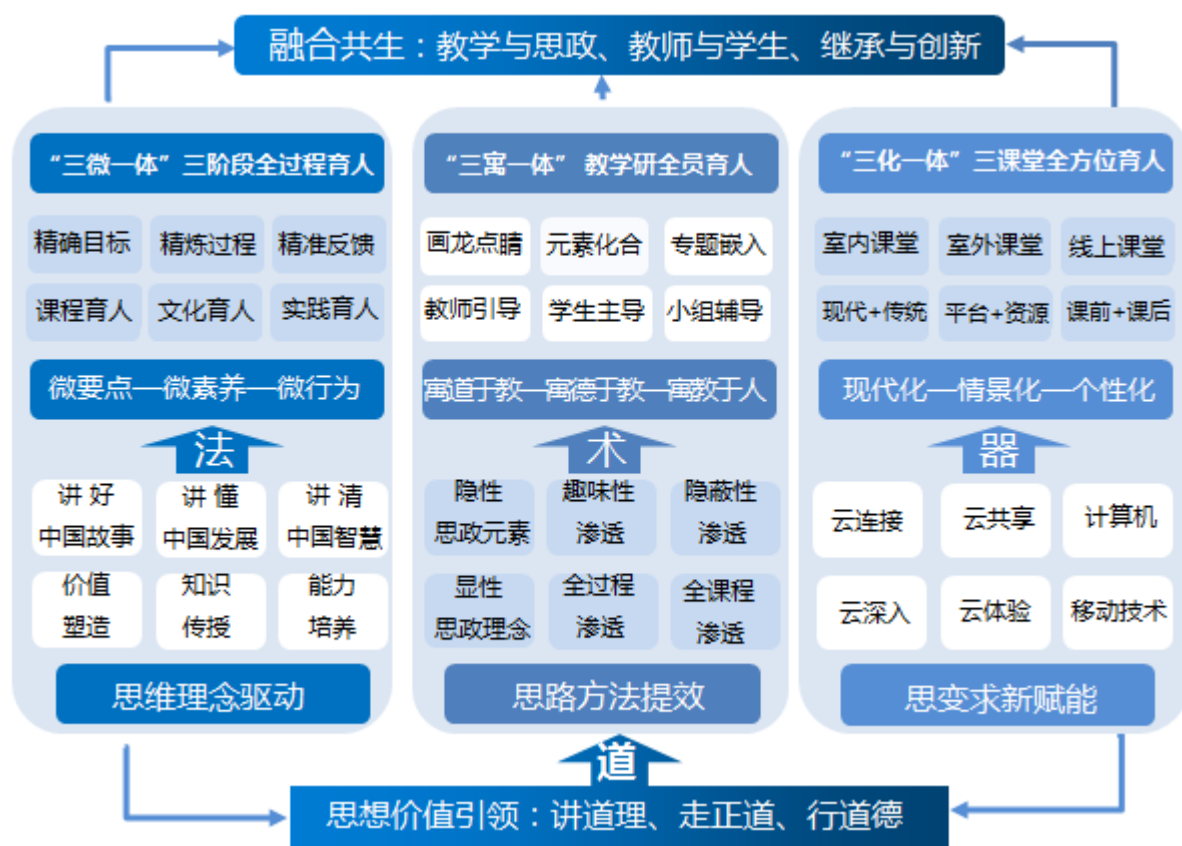 融合共生：教学与思政、教师与学生、继承与创新
“三微一体”三阶段全过程育人
精确目标 精炼过程 精准反馈
课程育人 文化育人 实践育人
微要点—微素养—微行为
法
讲 好 讲 懂 讲 清
中国故事 中国发展 中国智慧
价值 知识 能力
塑造 传授 培养
思维理念驱动
“三寓一体” 教学研全员育人
画龙点睛 元素化合 专题嵌入
教师引导 学生主导 小组辅导
寓道于教—寓德于教—寓教于人
术
隐性 趣味性 隐蔽性
思政元素 渗透 渗透
显性 全过程 全课程
思政理念 渗透 渗透
思路方法提效
“三化一体”三课堂全方位育人
室内课堂 室外课堂 线上课堂
现代+传统 平台+资源 课前+课后
现代化—情景化—个性化
器
云连接 云共享 计算机
云深入 云体验 移动技术
思变求新赋能
道
思想价值引领：讲道理、走正道、行道德